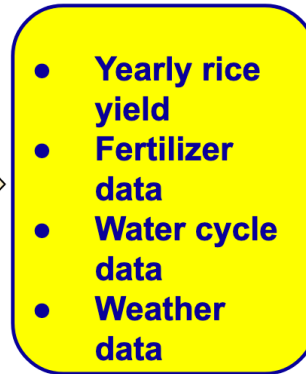 ● Yearly rice
yield
● Fertilizer
data
● Water cycle
data
● Weather
data